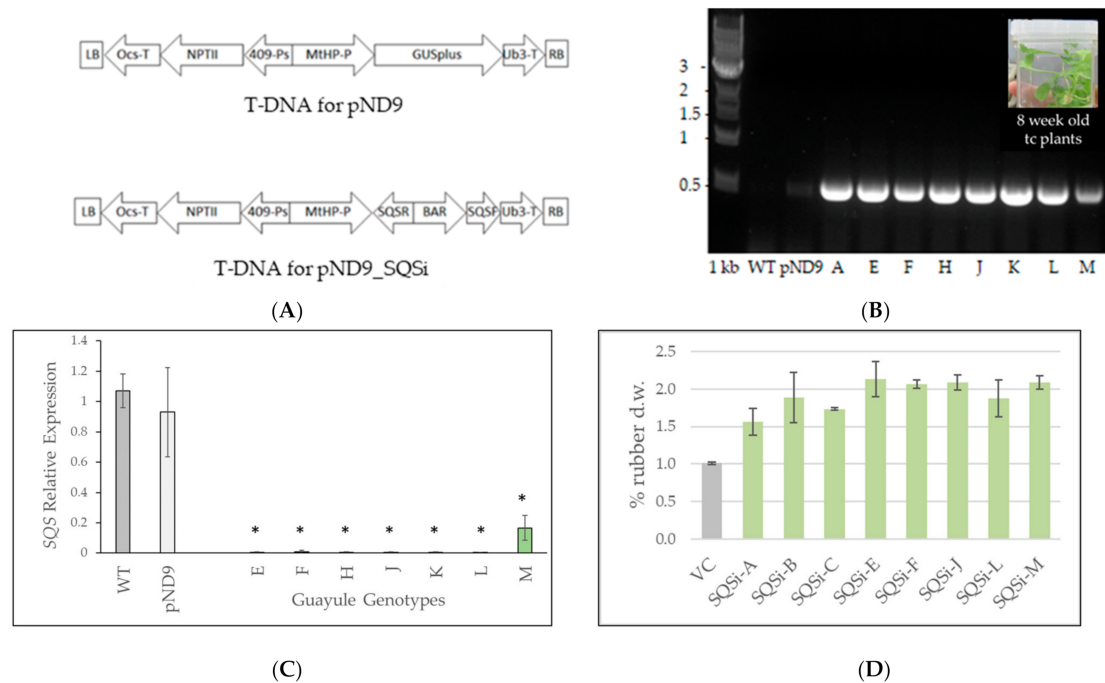 LB Ocs-T NPTII 409-Ps MtHP-P GUSplus Ub3-T RB
T-DNA for pND9
LB Ocs-T NPTII 409-Ps MtHP-P SQSR BAR SQSF Ub3-T RB
T-DNA for pND9_SQSi
(A)
3 -
2 -
1.5 -
1 -
0.5 -
8 week old
tc plants
1 kb WT pND9 A E F H J K L M
(B)
SQS Relative Expression
1.4
1.2
1
0.8
0.6
0.4
0.2
0
* * * * * * *
WT pND9 E F H J K L M
Guayule Genotypes
(C)
% rubber d.w.
2.5
2.0
1.5
1.0
0.5
0.0
VC SQSi-A SQSi-B SQSi-C SQSi-E SQSi-F SQSi-J SQSi-L SQSi-M
(D)